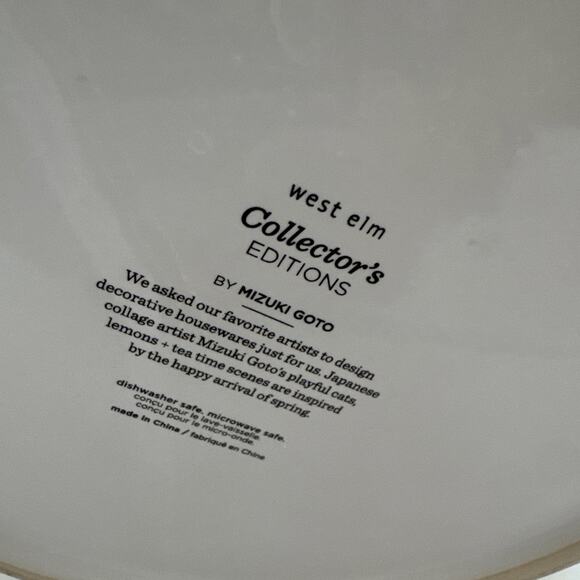 west elm
Collector's
EDITIONS
BY MIZUKI GOTO
We asked our favorite artists to design
decorative housewares just for us. Japanese
collage artist Mizuki Goto's playful cats,
lemons + tea time scenes are inspired
by the happy arrival of spring.
dishwasher safe. microwave safe.
conçu pour le lave-vaisselle.
conçu pour le micro-onde.
made in China / fabriqué en Chine